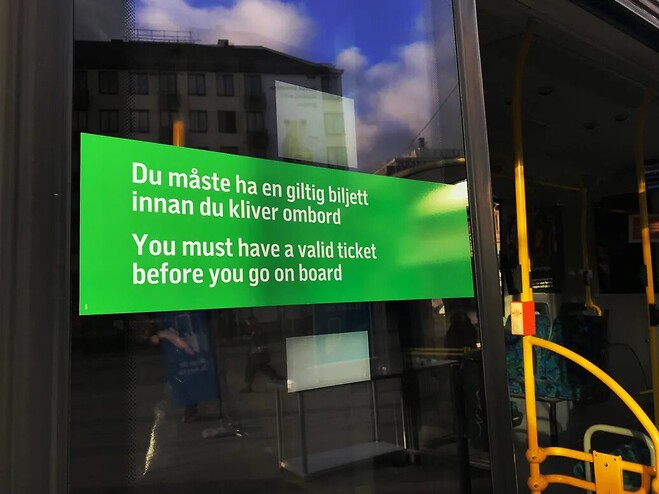 Du måste ha en giltig biljett
innan du kliver ombord
You must have a valid ticket
before you go on board